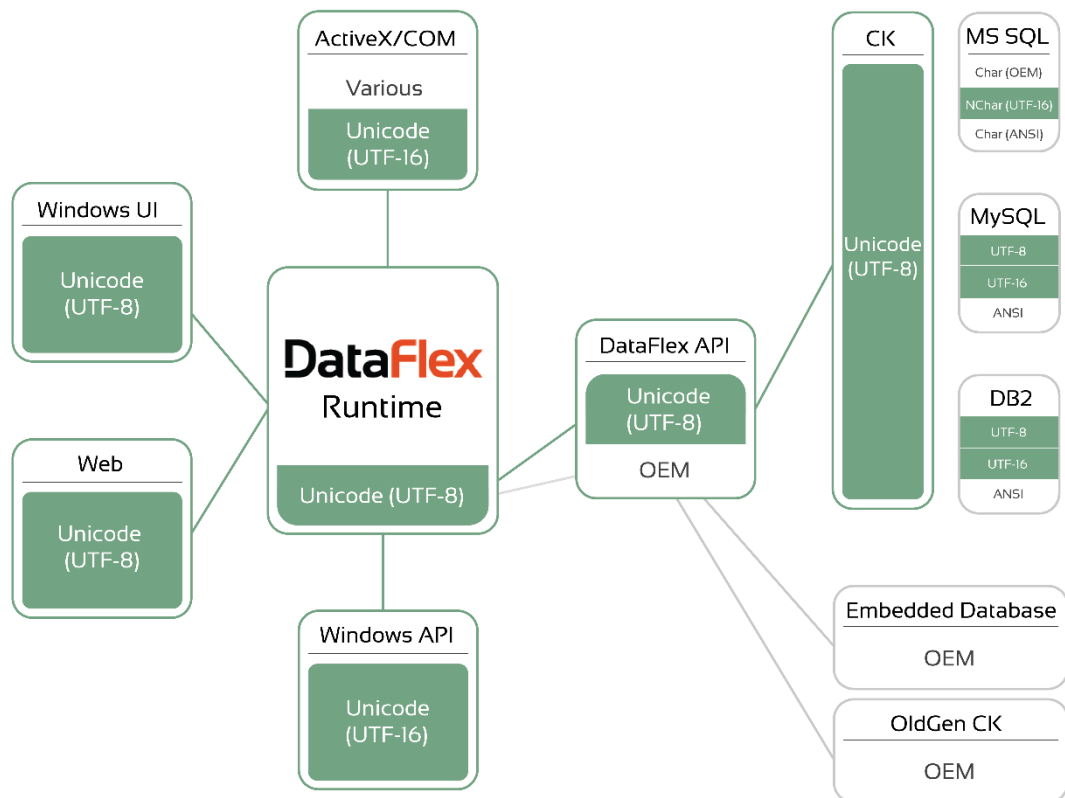 ActiveX/COM
Various
Unicode
(UTF-16)
Windows UI
Unicode
(UTF-8)
Web
Unicode
(UTF-8)
DataFlex
Runtime
Unicode (UTF-8)
Windows API
Unicode
(UTF-16)
DataFlex API
Unicode
(UTF-8)
OEM
CK
Unicode
(UTF-8)
MS SQL
Char (OEM)
NChar (UTF-16)
Char (ANSI)
MySQL
UTF-8
UTF-16
ANSI
DB2
UTF-8
UTF-16
ANSI
Embedded Database
OEM
OldGen CK
OEM